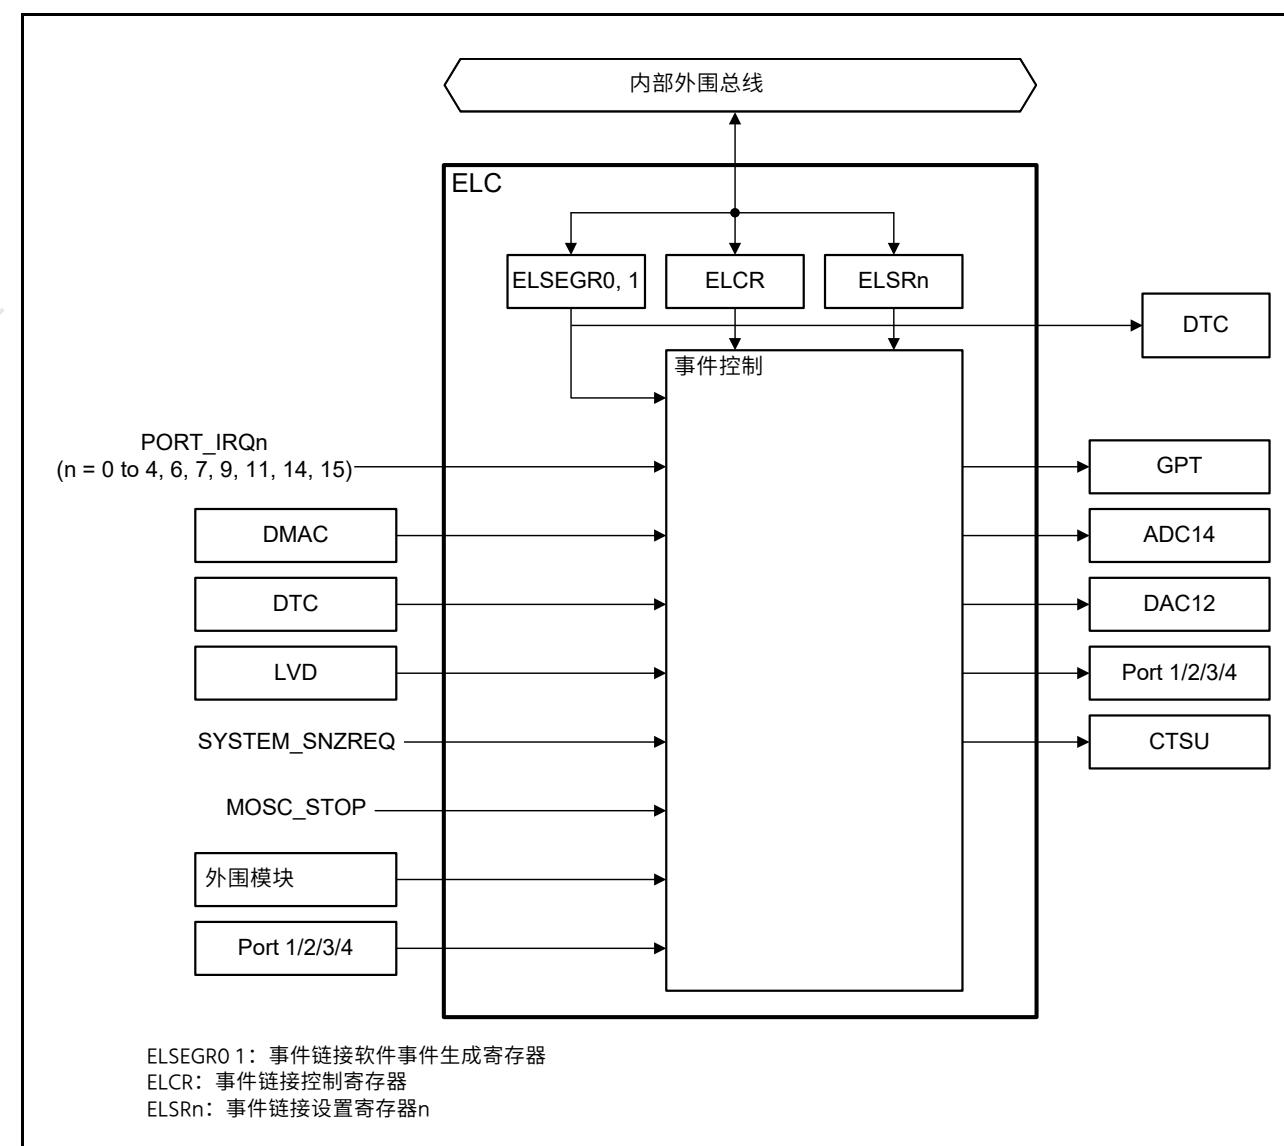 内部外围总线
ELC
ELSEGR0, 1
ELCR
ELSRn
DTC
事件控制
PORT_IRQn
(n = 0 to 4, 6, 7, 9, 11, 14, 15)
GPT
DMAC
ADC14
DTC
DAC12
LVD
Port 1/2/3/4
SYSTEM_SNZREQ
CTSU
MOSC_STOP
外围模块
Port 1/2/3/4
ELSEGR0 1：事件链接软件事件生成寄存器
ELCR：事件链接控制寄存器
ELSRn：事件链接设置寄存器n